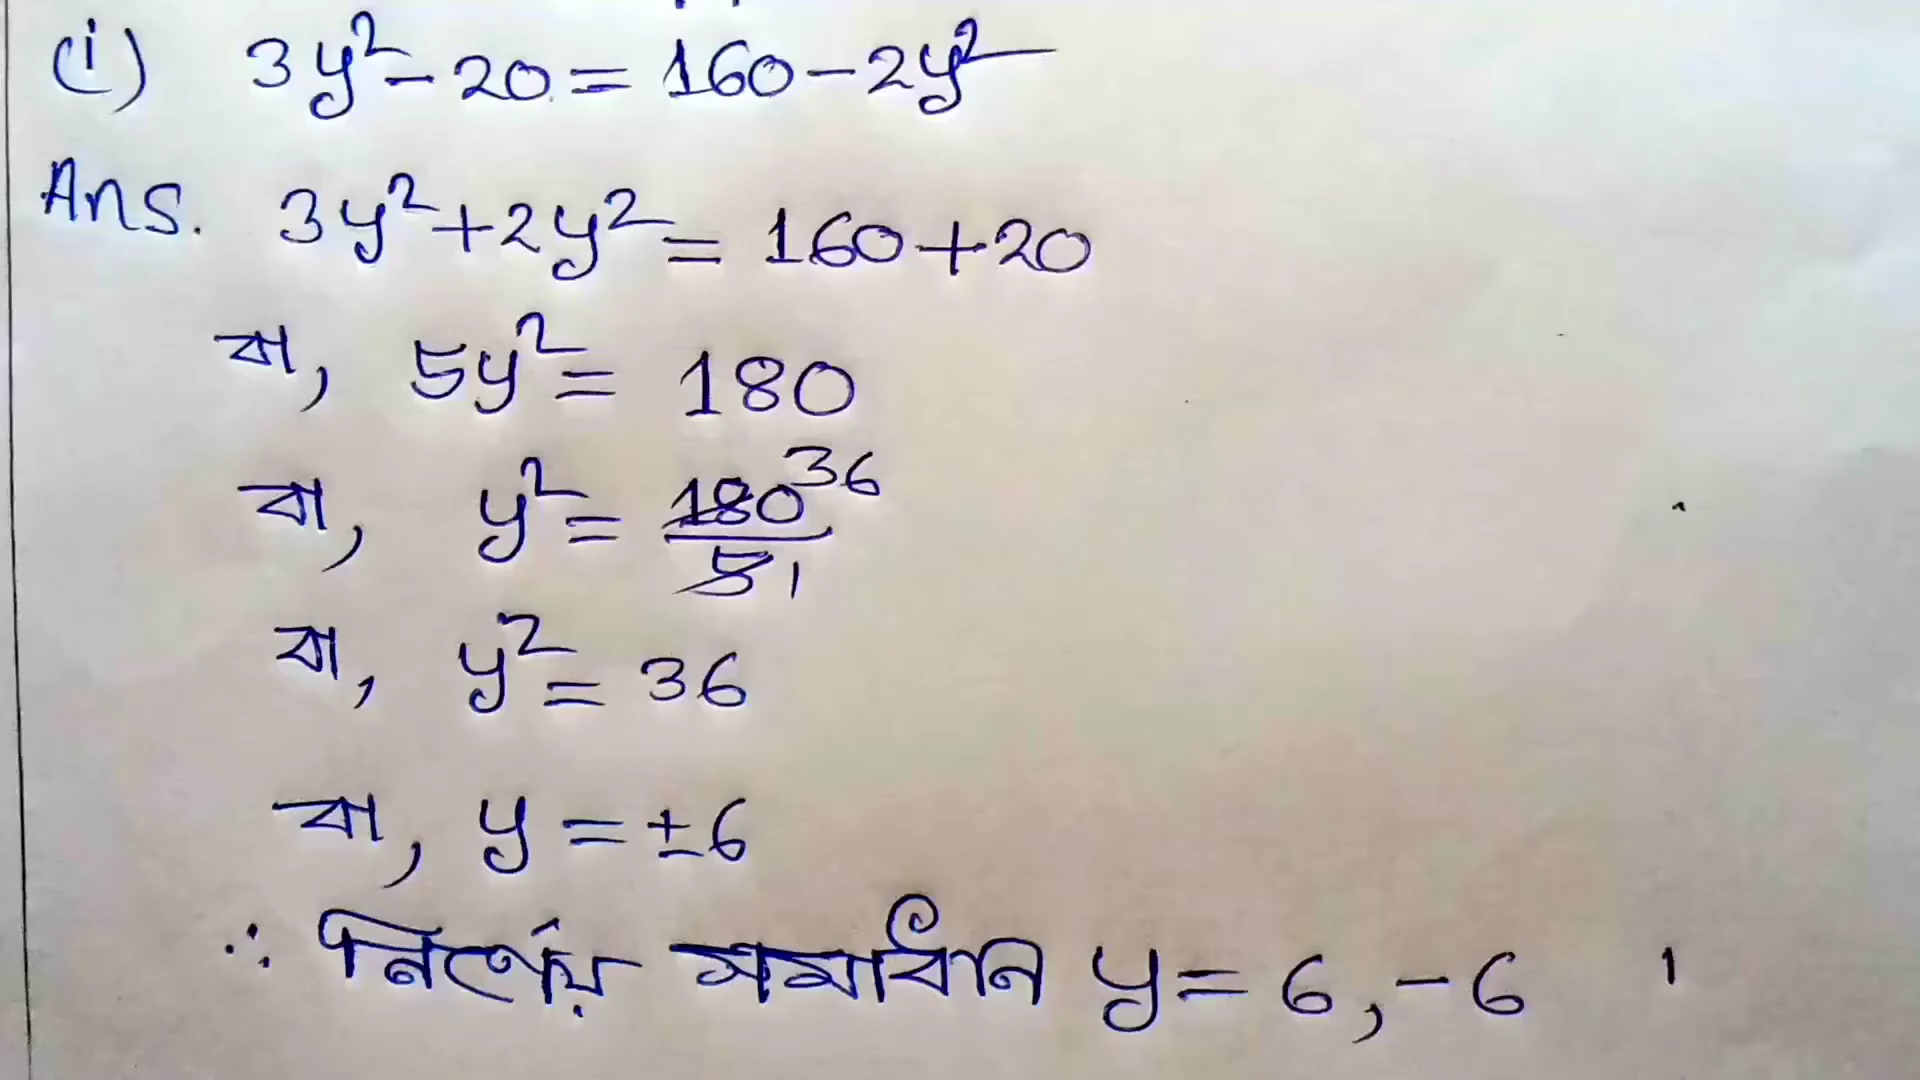 (i) 3y² - 20 = 160 - 2y²
Ans. 3y² + 2y² = 160 + 20
বা, 5y² = 180
বা, y² = 180/5 36 1
বা, y² = 36
বা, y = ±6
∴ নির্ণেয় সমাধান y = 6, -6 ।